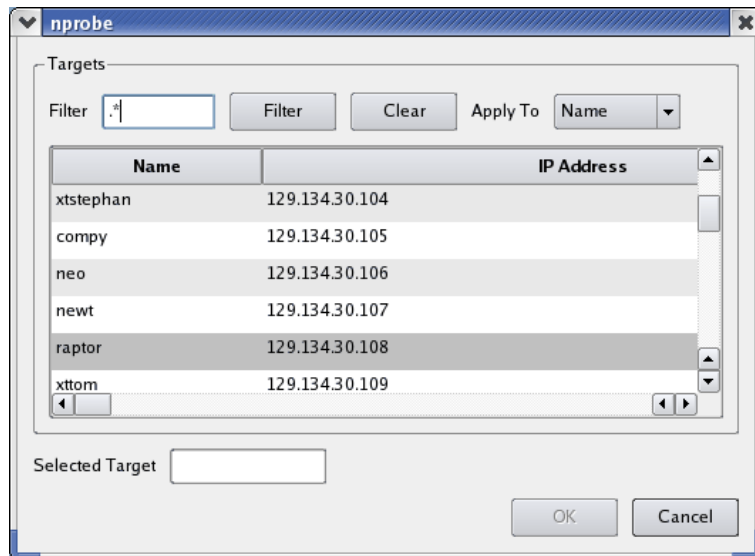 nprobe
Targets
Filter .* Filter Clear Apply To Name
Name IP Address
xtstephan 129.134.30.104
compy 129.134.30.105
neo 129.134.30.106
newt 129.134.30.107
raptor 129.134.30.108
xttom 129.134.30.109
Selected Target
OK Cancel